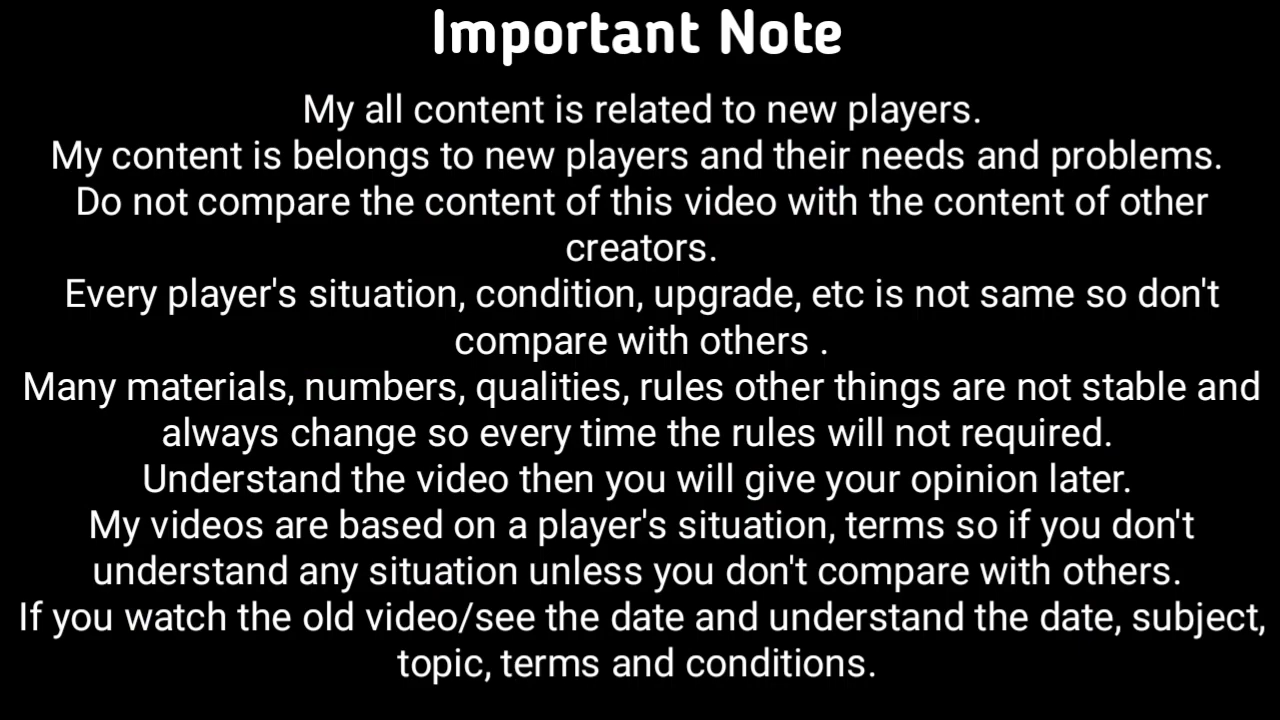 Important Note
My all content is related to new players.
My content is belongs to new players and their needs and problems.
Do not compare the content of this video with the content of other
creators.
Every player's situation, condition, upgrade, etc is not same so don't
compare with others .
Many materials, numbers, qualities, rules other things are not stable and
always change so every time the rules will not required.
Understand the video then you will give your opinion later.
My videos are based on a player's situation, terms so if you don't
understand any situation unless you don't compare with others.
If you watch the old video/see the date and understand the date, subject,
topic, terms and conditions.